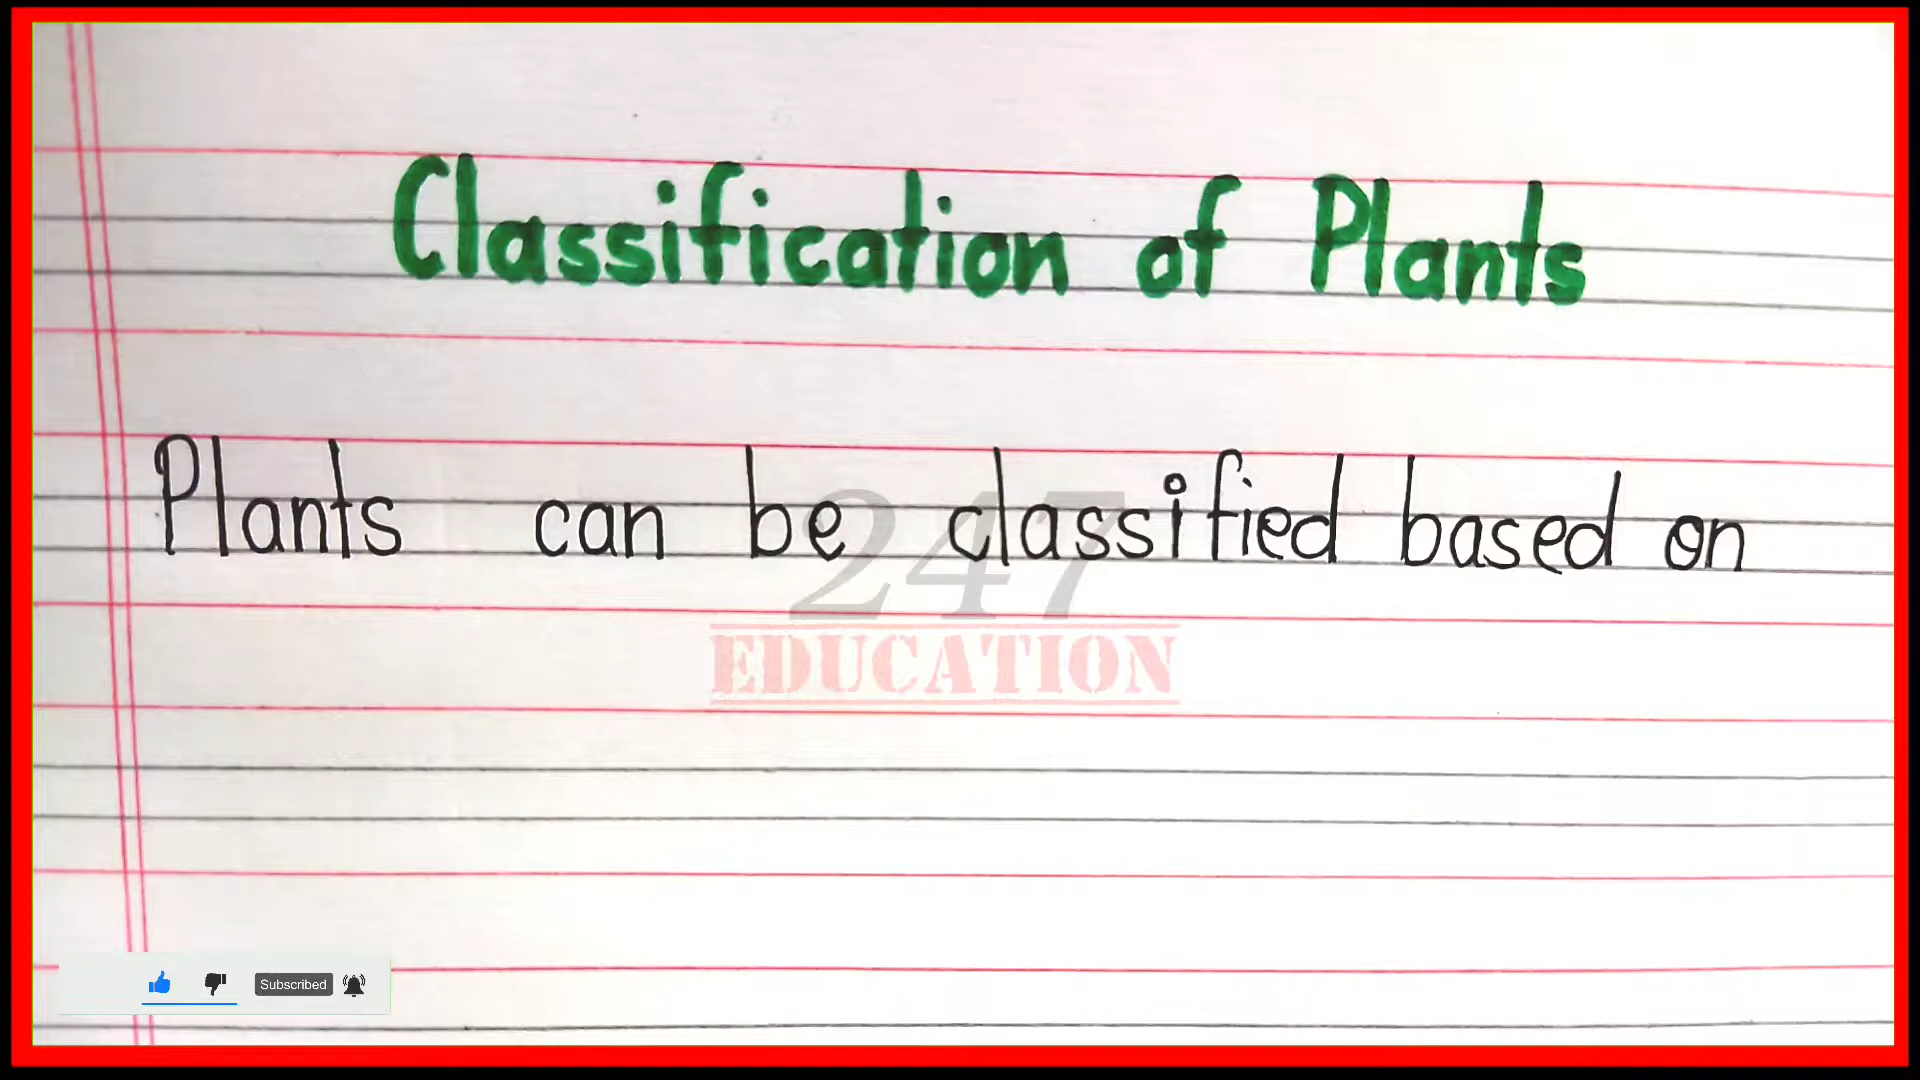 Classification of Plants
Plants can be classified based on
247
EDUCATION
Subscribed